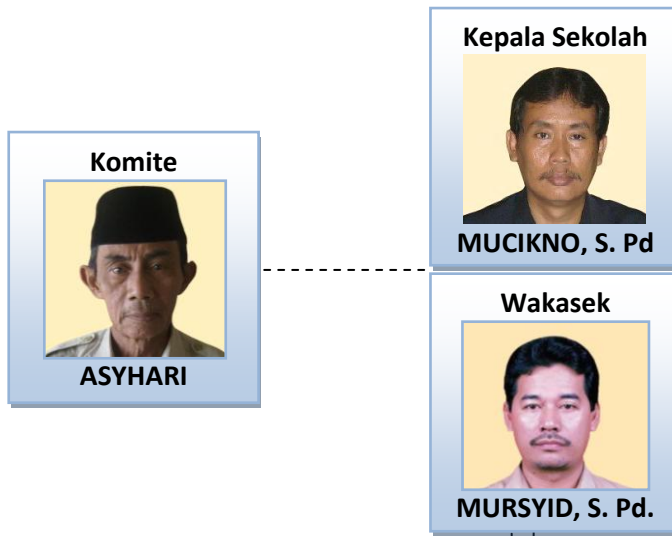 Kepala Sekolah
MUCIKNO, S. Pd
Komite
ASYHARI
Wakasek
MURSYID, S. Pd.